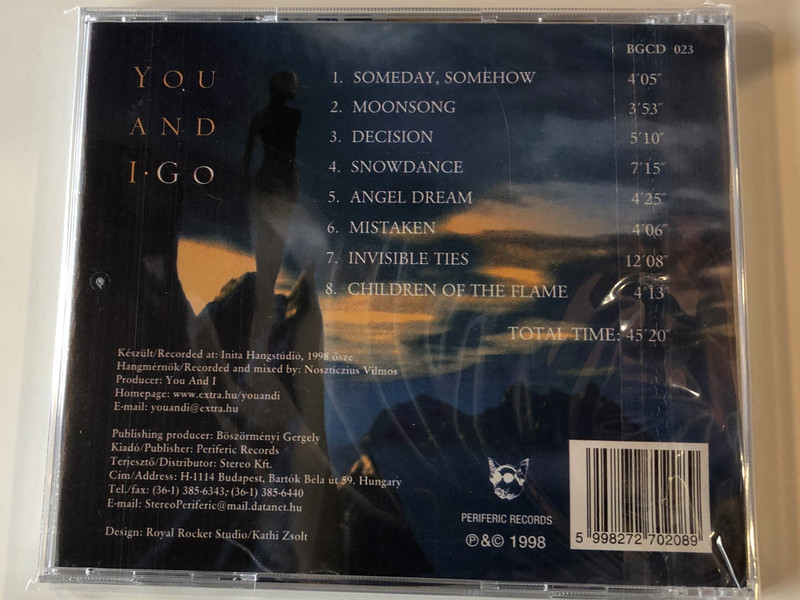 BGCD 023
YOU
AND
I·GO
1. SOMEDAY, SOMEHOW 4'05"
2. MOONSONG 3'53"
3. DECISION 5'10"
4. SNOWDANCE 7'15"
5. ANGEL DREAM 4'25"
6. MISTAKEN 4'06"
7. INVISIBLE TIES 12'08"
8. CHILDREN OF THE FLAME 4'13"
TOTAL TIME: 45'20"
Készült/Recorded at: Inita Hangstúdió, 1998 ősze
Hangmérnök/Recorded and mixed by: Noszticzius Vilmos
Producer: You And I
Homepage: www.extra.hu/youandi
E-mail: youandi@extra.hu
Publishing producer: Böszörményi Gergely
Kiadó/Publisher: Periferic Records
Terjesztő/Distributor: Stereo Kft.
Cím/Address: H-1114 Budapest, Bartók Béla út 59. Hungary
Tel./fax: (36-1) 385-6343; (36-1) 385-6440
E-mail: StereoPeriferic@mail.datanet.hu
Design: Royal Rocket Studio/Kathi Zsolt
PERIFERIC RECORDS
℗&© 1998
5 998272 702089